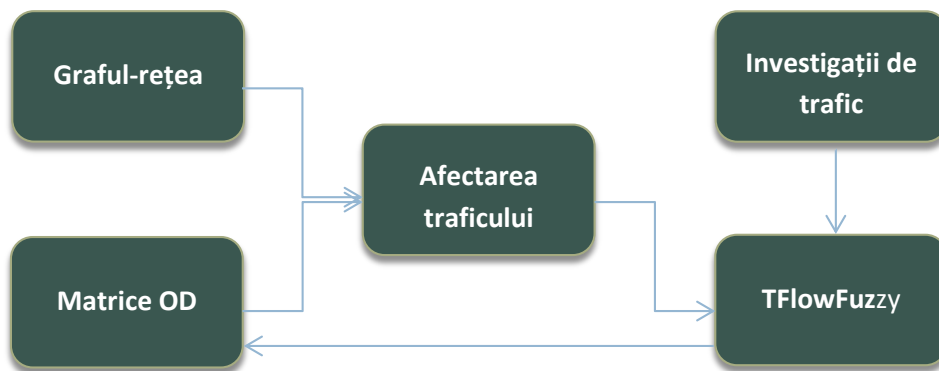 Graful-rețea
Investigații de
trafic
Afectarea
traficului
Matrice OD
TFlowFuzzy